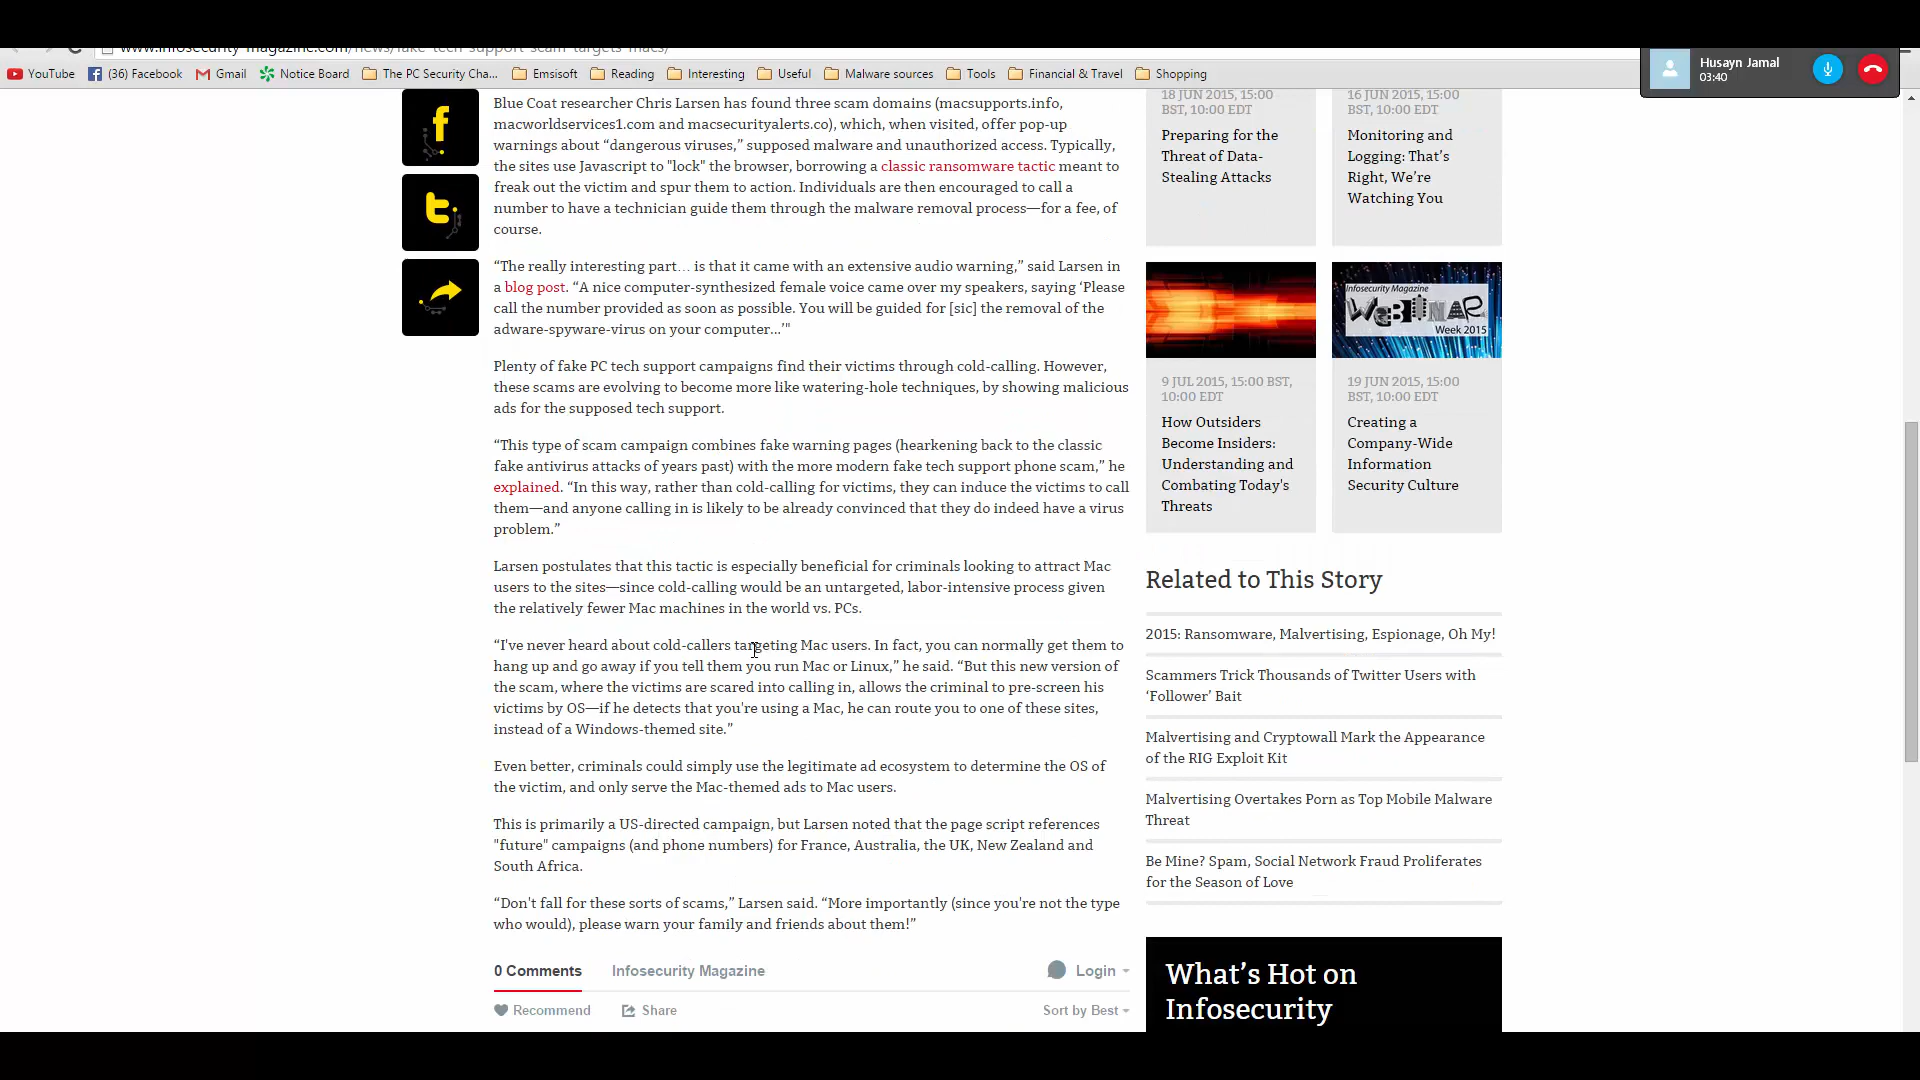 www.infosecurity-magazine.com/news/fake-tech-support-scam-targets-macs/
YouTube
(36) Facebook
Gmail
Notice Board
The PC Security Cha...
Emsisoft
Reading
Interesting
Useful
Malware sources
Tools
Financial & Travel
Shopping
Husayn Jamal
03:40
Blue Coat researcher Chris Larsen has found three scam domains (macsupports.info,
macworldservices1.com and macsecurityalerts.co), which, when visited, offer pop-up
warnings about “dangerous viruses,” supposed malware and unauthorized access. Typically,
the sites use Javascript to "lock" the browser, borrowing a classic ransomware tactic meant to
freak out the victim and spur them to action. Individuals are then encouraged to call a
number to have a technician guide them through the malware removal process—for a fee, of
course.
“The really interesting part… is that it came with an extensive audio warning,” said Larsen in
a blog post. “A nice computer-synthesized female voice came over my speakers, saying ‘Please
call the number provided as soon as possible. You will be guided for [sic] the removal of the
adware-spyware-virus on your computer…’"
Plenty of fake PC tech support campaigns find their victims through cold-calling. However,
these scams are evolving to become more like watering-hole techniques, by showing malicious
ads for the supposed tech support.
“This type of scam campaign combines fake warning pages (hearkening back to the classic
fake antivirus attacks of years past) with the more modern fake tech support phone scam,” he
explained. “In this way, rather than cold-calling for victims, they can induce the victims to call
them—and anyone calling in is likely to be already convinced that they do indeed have a virus
problem.”
Larsen postulates that this tactic is especially beneficial for criminals looking to attract Mac
users to the sites—since cold-calling would be an untargeted, labor-intensive process given
the relatively fewer Mac machines in the world vs. PCs.
“I've never heard about cold-callers targeting Mac users. In fact, you can normally get them to
hang up and go away if you tell them you run Mac or Linux,” he said. “But this new version of
the scam, where the victims are scared into calling in, allows the criminal to pre-screen his
victims by OS—if he detects that you're using a Mac, he can route you to one of these sites,
instead of a Windows-themed site.”
Even better, criminals could simply use the legitimate ad ecosystem to determine the OS of
the victim, and only serve the Mac-themed ads to Mac users.
This is primarily a US-directed campaign, but Larsen noted that the page script references
"future" campaigns (and phone numbers) for France, Australia, the UK, New Zealand and
South Africa.
“Don't fall for these sorts of scams,” Larsen said. “More importantly (since you're not the type
who would), please warn your family and friends about them!”
0 Comments
Infosecurity Magazine
Login
Recommend
Share
Sort by Best
18 JUN 2015, 15:00
BST, 10:00 EDT
Preparing for the
Threat of Data-
Stealing Attacks
16 JUN 2015, 15:00
BST, 10:00 EDT
Monitoring and
Logging: That’s
Right, We’re
Watching You
Infosecurity Magazine
WEBINAR
Week 2015
9 JUL 2015, 15:00 BST,
10:00 EDT
How Outsiders
Become Insiders:
Understanding and
Combating Today's
Threats
19 JUN 2015, 15:00
BST, 10:00 EDT
Creating a
Company-Wide
Information
Security Culture
Related to This Story
2015: Ransomware, Malvertising, Espionage, Oh My!
Scammers Trick Thousands of Twitter Users with
‘Follower’ Bait
Malvertising and Cryptowall Mark the Appearance
of the RIG Exploit Kit
Malvertising Overtakes Porn as Top Mobile Malware
Threat
Be Mine? Spam, Social Network Fraud Proliferates
for the Season of Love
What’s Hot on
Infosecurity